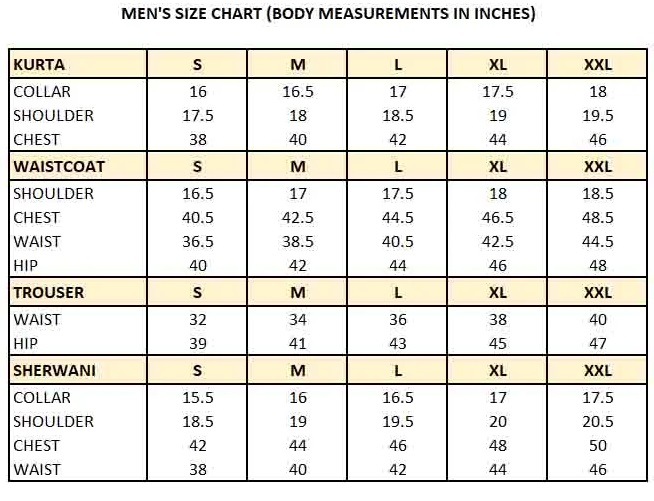 MEN'S SIZE CHART (BODY MEASUREMENTS IN INCHES)
KURTA S M L XL XXL
COLLAR 16 16.5 17 17.5 18
SHOULDER 17.5 18 18.5 19 19.5
CHEST 38 40 42 44 46
WAISTCOAT S M L XL XXL
SHOULDER 16.5 17 17.5 18 18.5
CHEST 40.5 42.5 44.5 46.5 48.5
WAIST 36.5 38.5 40.5 42.5 44.5
HIP 40 42 44 46 48
TROUSER S M L XL XXL
WAIST 32 34 36 38 40
HIP 39 41 43 45 47
SHERWANI S M L XL XXL
COLLAR 15.5 16 16.5 17 17.5
SHOULDER 18.5 19 19.5 20 20.5
CHEST 42 44 46 48 50
WAIST 38 40 42 44 46